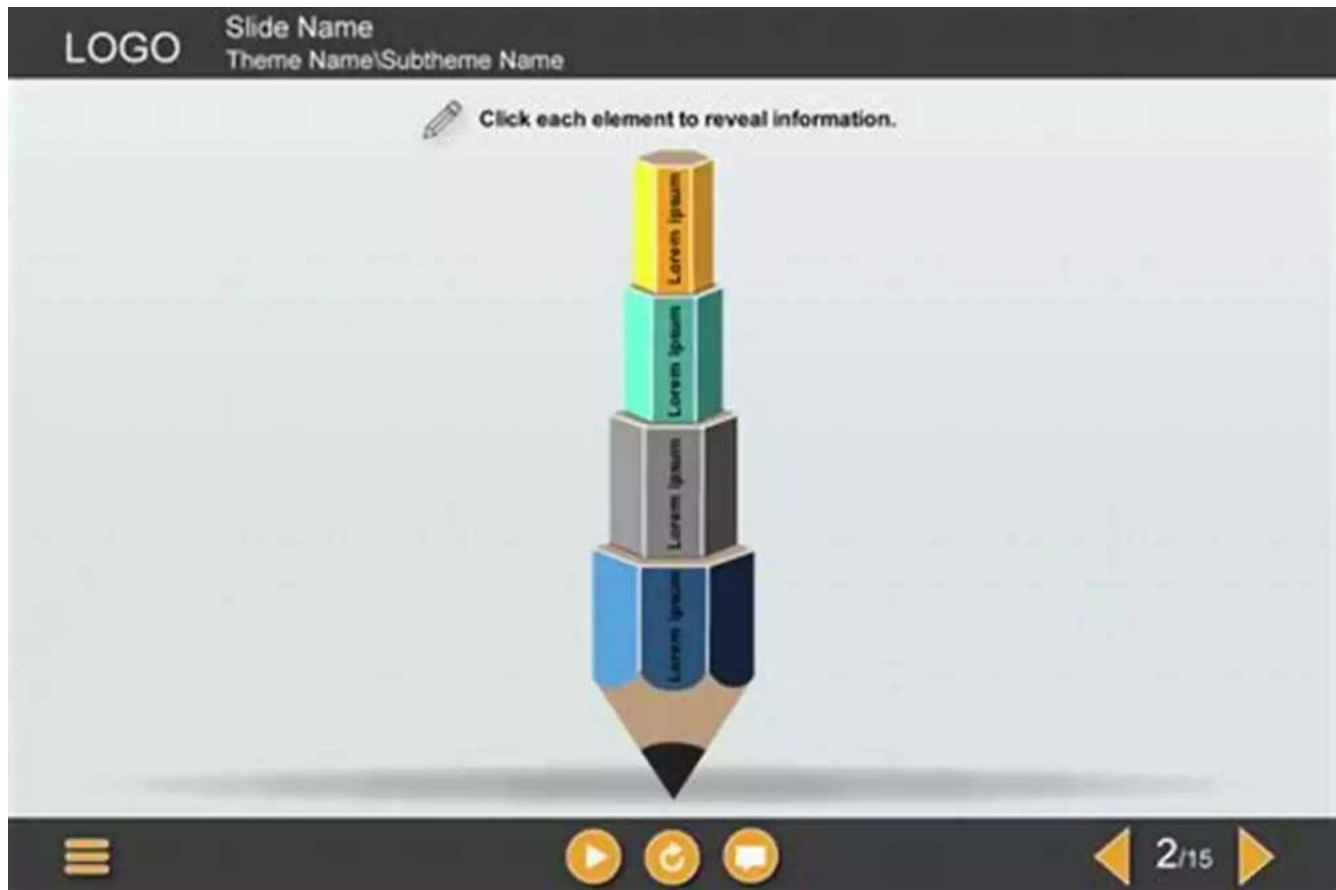 LOGO
Slide Name
Theme Name\Subtheme Name
Click each element to reveal information.
Lorem Ipsum
Lorem Ipsum
Lorem Ipsum
Lorem Ipsum
2/15